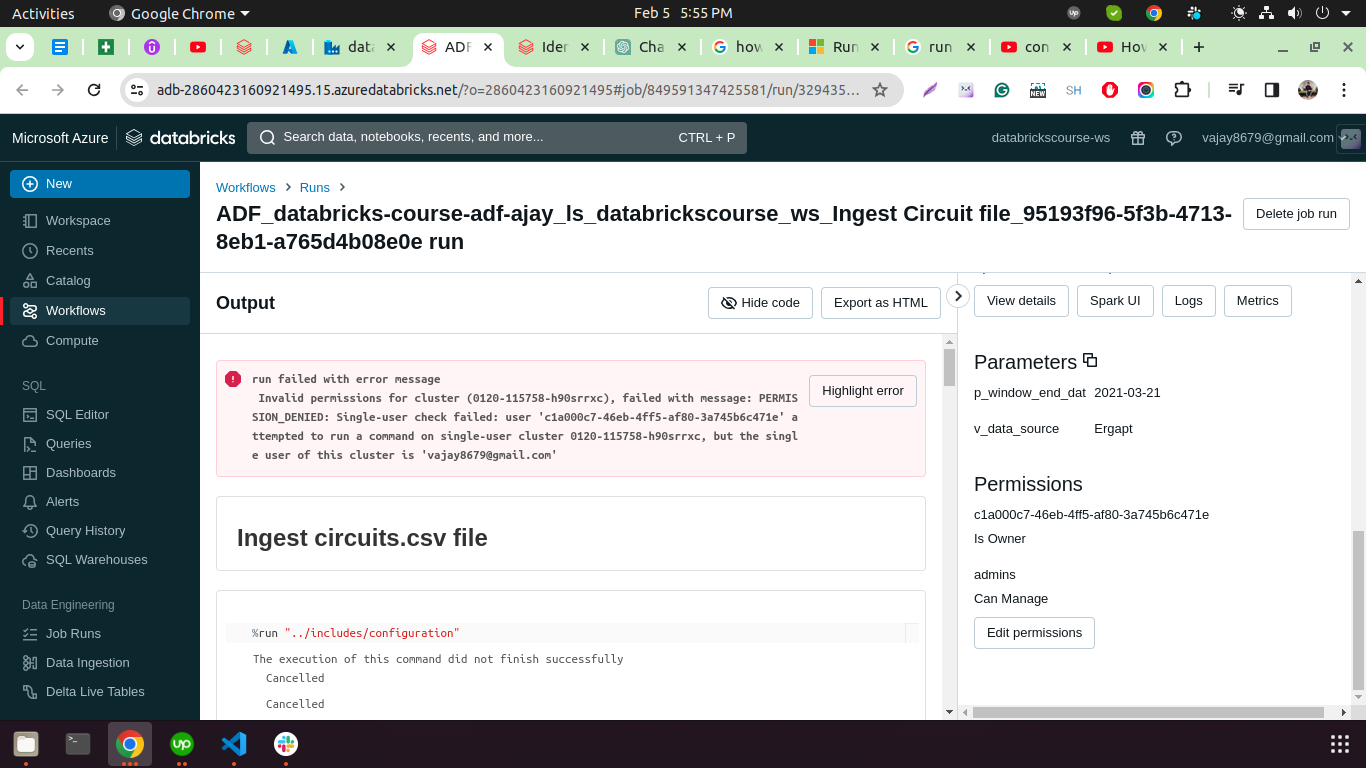 Activities
Google Chrome
Feb 5 5:55 PM
data
ADF
Iden
Cha
how
Run
run
con
How
adb-2860423160921495.15.azuredatabricks.net/?o=2860423160921495#job/849591347425581/run/329435…
SH
NEW
Microsoft Azure
databricks
Search data, notebooks, recents, and more...
CTRL + P
databrickscourse-ws
vajay8679@gmail.com
New
Workspace
Recents
Catalog
Workflows
Compute
SQL
SQL Editor
Queries
Dashboards
Alerts
Query History
SQL Warehouses
Data Engineering
Job Runs
Data Ingestion
Delta Live Tables
Workflows > Runs >
ADF_databricks-course-adf-ajay_ls_databrickscourse_ws_Ingest Circuit file_95193f96-5f3b-4713-
8eb1-a765d4b08e0e run
Delete job run
Output
Hide code
Export as HTML
run failed with error message
Invalid permissions for cluster (0120-115758-h90srrxc), failed with message: PERMIS
SION_DENIED: Single-user check failed: user 'c1a000c7-46eb-4ff5-af80-3a745b6c471e' a
ttempted to run a command on single-user cluster 0120-115758-h90srrxc, but the singl
e user of this cluster is 'vajay8679@gmail.com'
Highlight error
Ingest circuits.csv file
%run "../includes/configuration"
The execution of this command did not finish successfully
Cancelled
Cancelled
View details
Spark UI
Logs
Metrics
Parameters
p_window_end_dat 2021-03-21
v_data_source Ergapt
Permissions
c1a000c7-46eb-4ff5-af80-3a745b6c471e
Is Owner
admins
Can Manage
Edit permissions
up